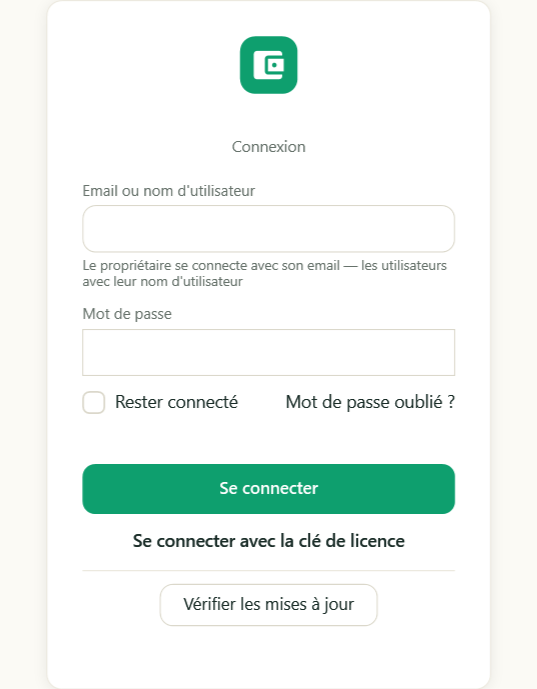 Connexion
Email ou nom d'utilisateur
Le propriétaire se connecte avec son email — les utilisateurs
avec leur nom d'utilisateur
Mot de passe
Rester connecté
Mot de passe oublié ?
Se connecter
Se connecter avec la clé de licence
Vérifier les mises à jour